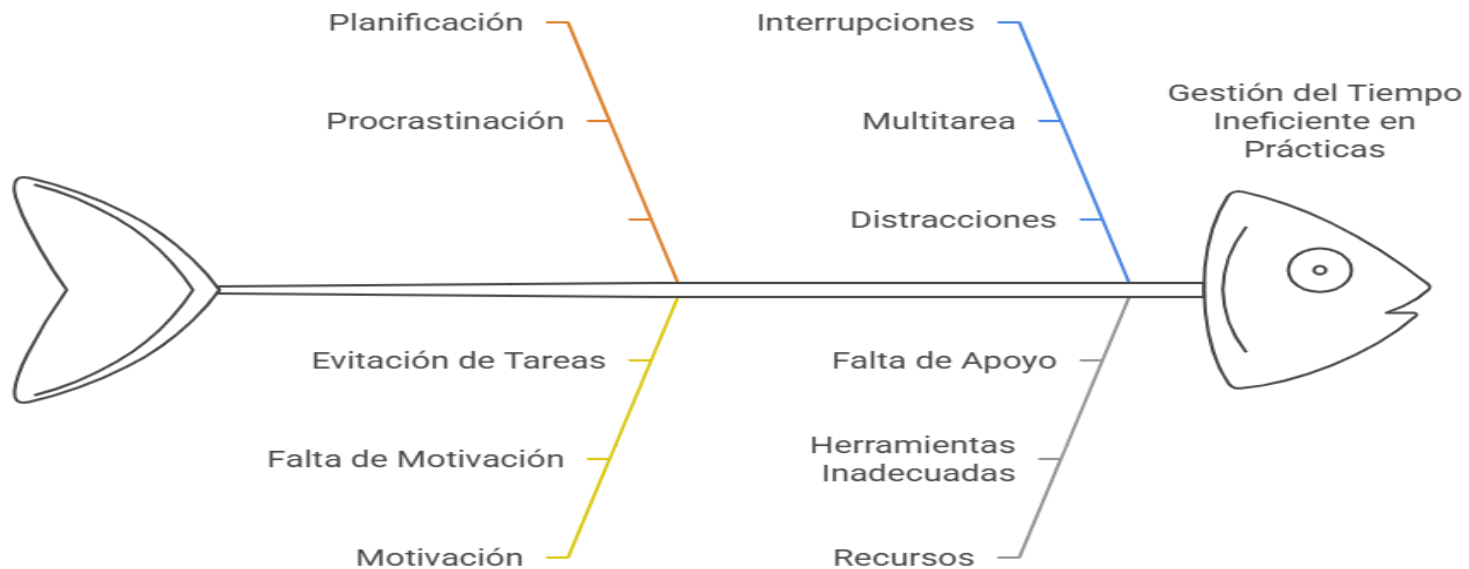 Planificación
Procrastinación
Interrupciones
Multitarea
Distracciones
Gestión del Tiempo
Ineficiente en
Prácticas
Evitación de Tareas
Falta de Motivación
Motivación
Falta de Apoyo
Herramientas
Inadecuadas
Recursos